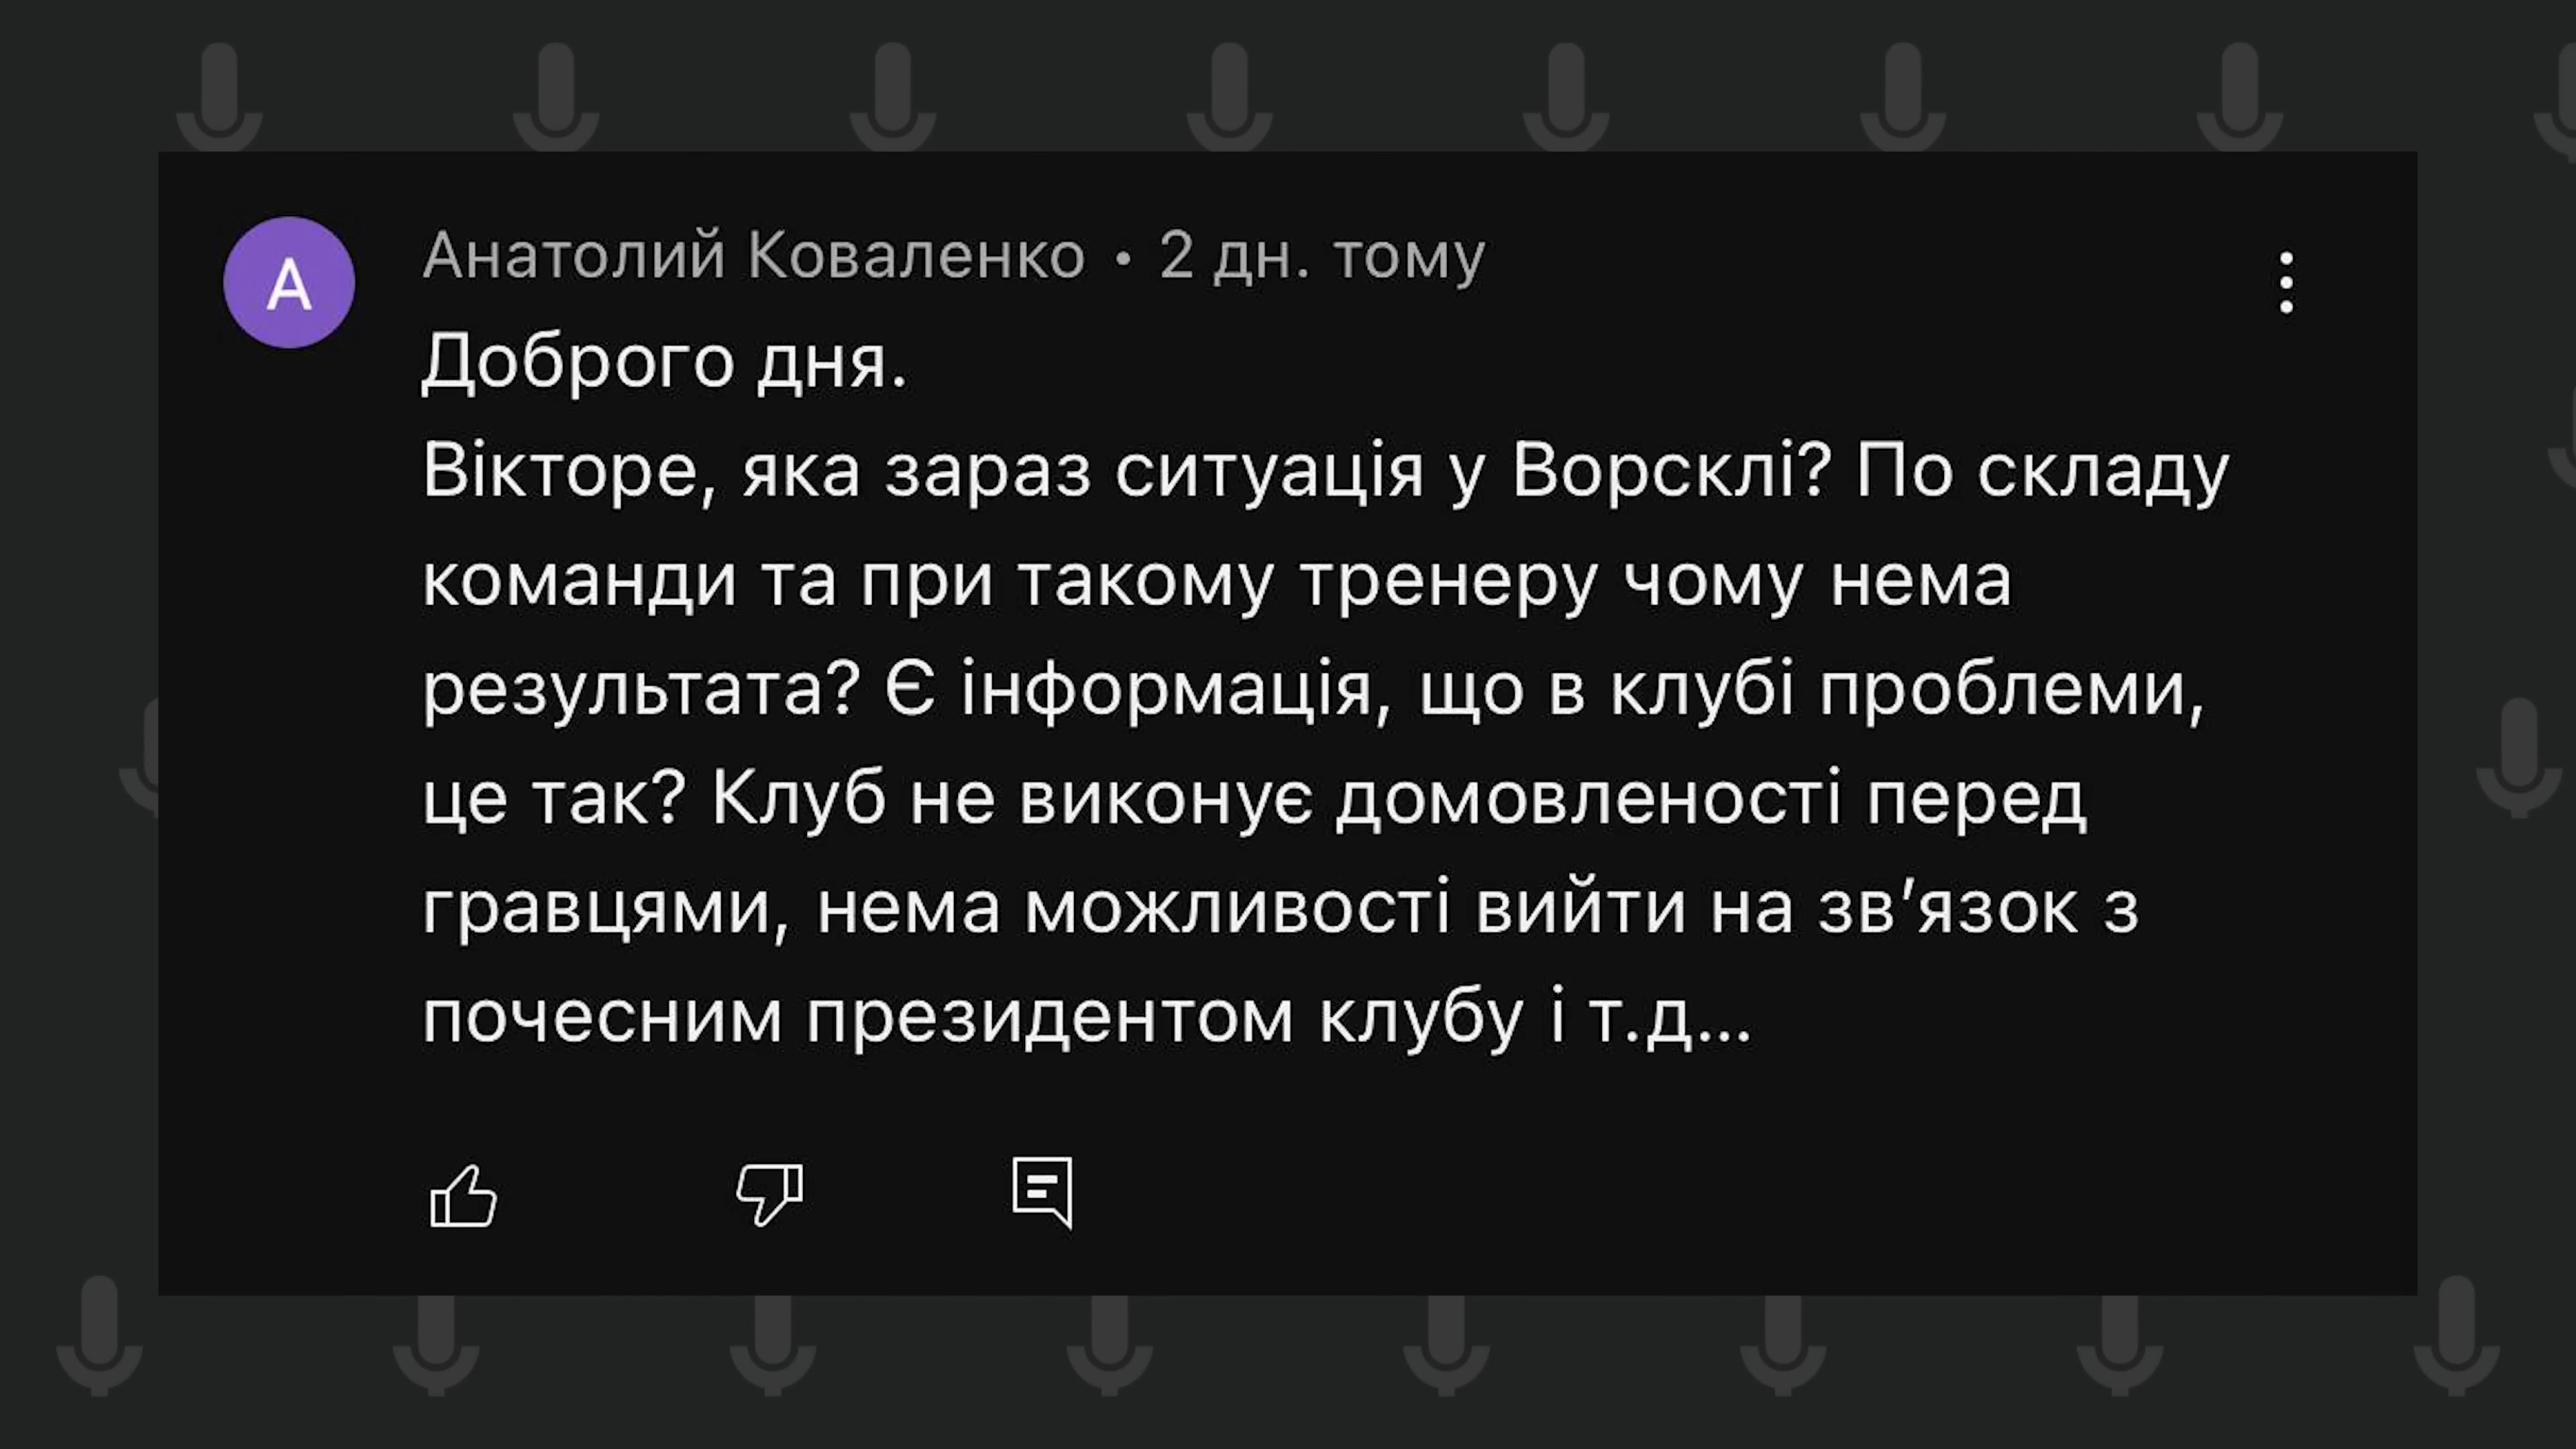 А
Анатолий Коваленко • 2 дн. тому
Доброго дня.
Вікторе, яка зараз ситуація у Ворсклі? По складу
команди та при такому тренеру чому нема
результата? Є інформація, що в клубі проблеми,
це так? Клуб не виконує домовленості перед
гравцями, нема можливості вийти на зв’язок з
почесним президентом клубу і т.д...